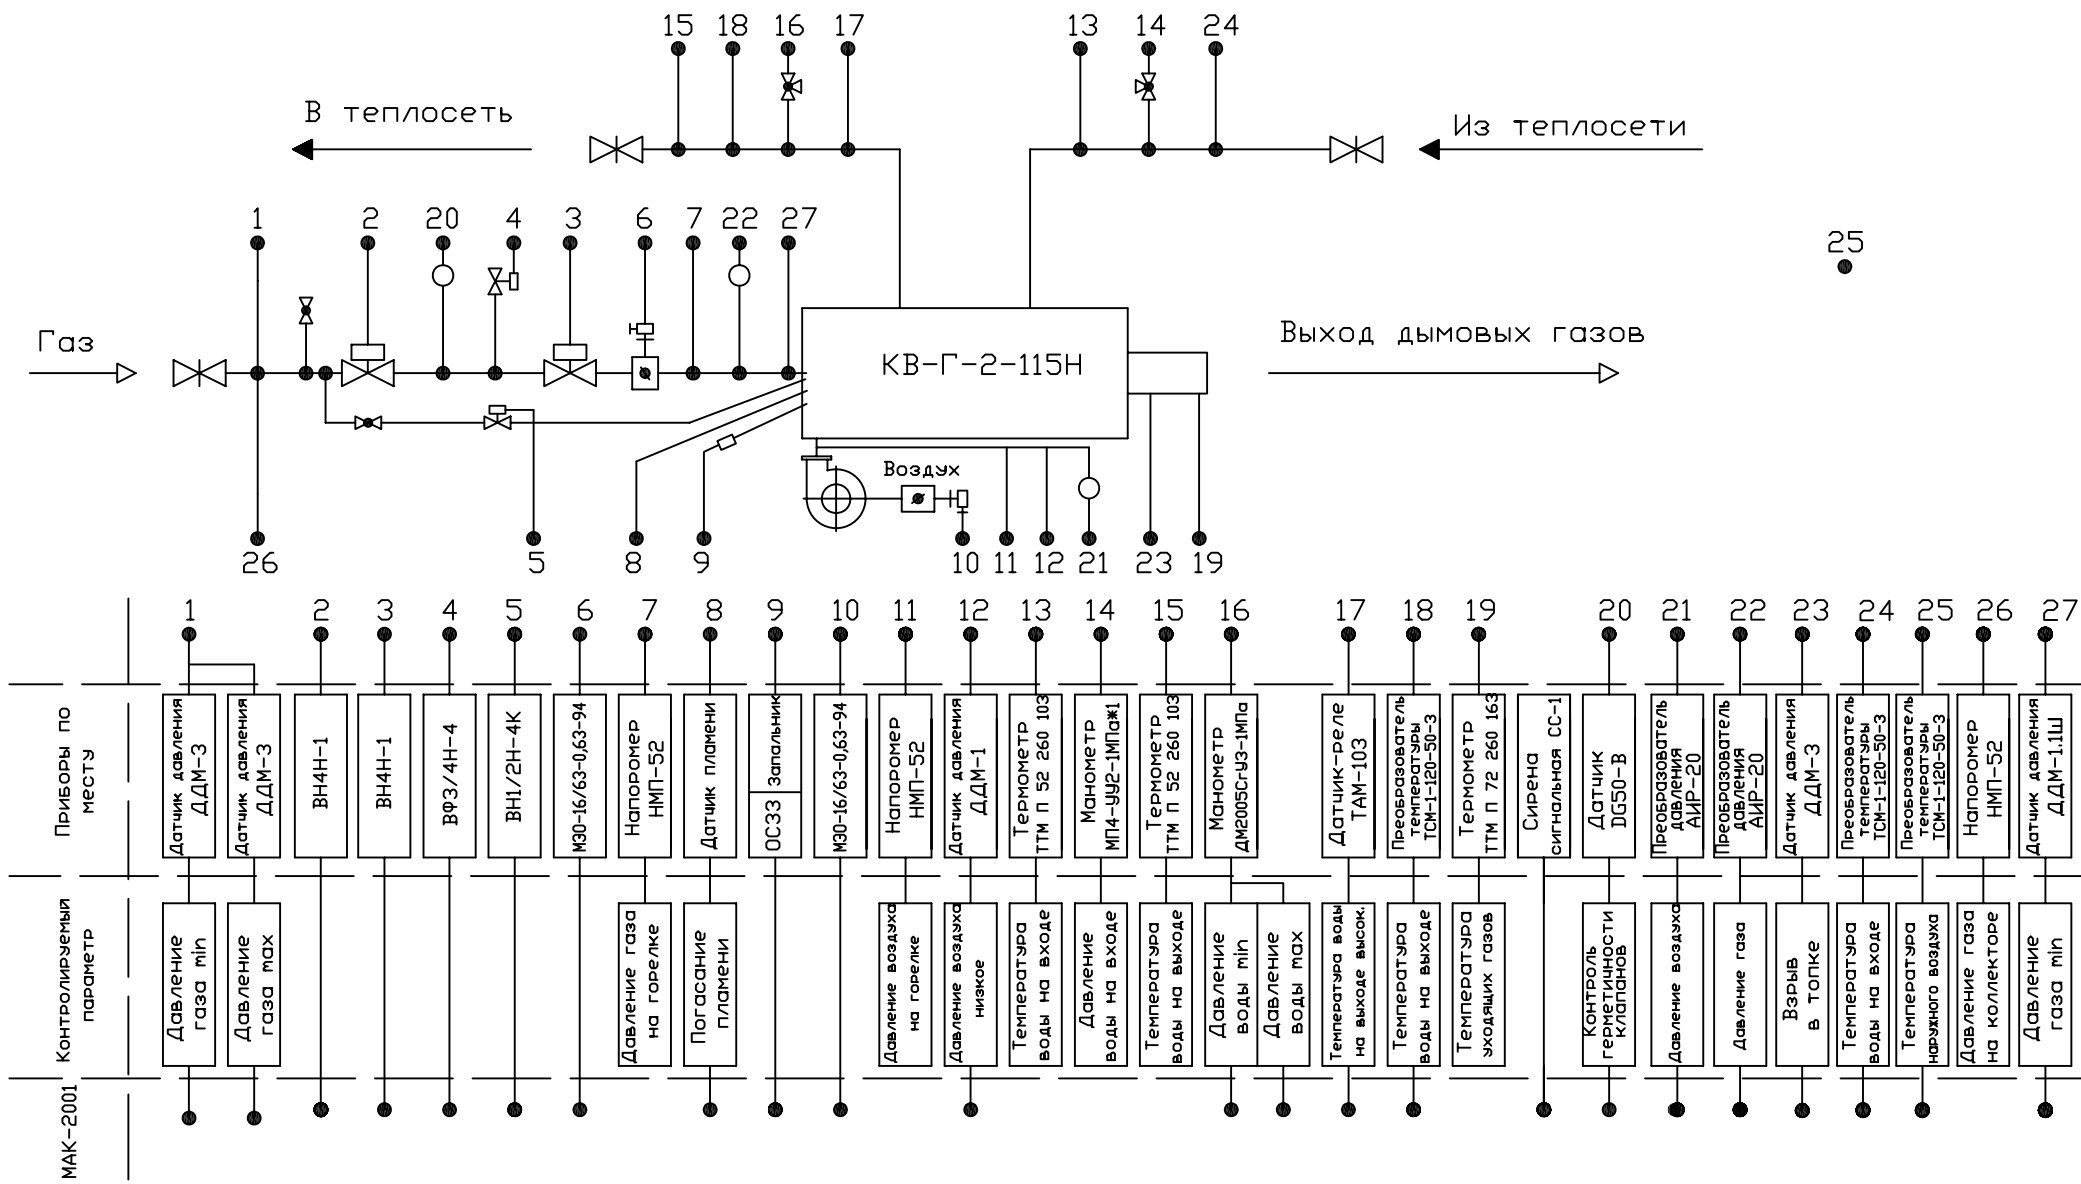 15 18 16 17 13 14 24
В теплосеть
Из теплосети
1 2 20 4 3 6 7 22 27
25
Газ
КВ-Г-2-115Н
Выход дымовых газов
Воздух
26 5 8 9 10 11 12 21 23 19
1 2 3 4 5 6 7 8 9 10 11 12 13 14 15 16 17 18 19 20 21 22 23 24 25 26 27
Приборы по
месту
Датчик давления
ДДМ-3
Датчик давления
ДДМ-3
ВН4Н-1
ВН4Н-1
ВФ3/4Н-4
ВН1/2Н-4К
МЭО-16/63-0,63-94
Напоромер
НМП-52
Датчик пламени
ОС33
Запальник
МЭО-16/63-0,63-94
Напоромер
НМП-52
Датчик давления
ДДМ-1
Термометр
ТТМ П 52 260 103
Манометр
МП4-УУ2-1МПаж1
Термометр
ТТМ П 52 260 103
Манометр
ДМ2005СгУ3-1МПа
Датчик-реле
ТАМ-103
Преобразователь
температуры
ТСМ-1-120-50-3
Термометр
ТТМ П 72 260 163
Сирена
сигнальная СС-1
Датчик
DG50-В
Преобразователь
давления
АИР-20
Преобразователь
давления
АИР-20
Датчик давления
ДДМ-3
Преобразователь
температуры
ТСМ-1-120-50-3
Преобразователь
температуры
ТСМ-1-120-50-3
Напоромер
НМП-52
Датчик давления
ДДМ-1.1Ш
Контролируемый
параметр
Давление
газа min
Давление
газа max
Давление газа
на горелке
Погасание
пламени
Давление воздуха
на горелке
Давление воздуха
низкое
Температура
воды на входе
Давление
воды на входе
Температура
воды на выходе
Давление
воды min
Давление
воды max
Температура воды
на выходе высок.
Температура
воды на выходе
Температура
уходящих газов
Контроль
герметичности
клапанов
Давление воздуха
Давление газа
Взрыв
в топке
Температура
воды на входе
Температура
наружного воздуха
Давление газа
на коллекторе
Давление
газа min
МАК-2001